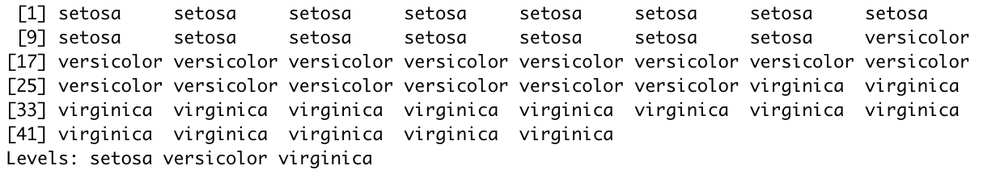 [1] setosa setosa setosa setosa setosa setosa setosa setosa
[9] setosa setosa setosa setosa setosa setosa setosa versicolor
[17] versicolor versicolor versicolor versicolor versicolor versicolor versicolor versicolor
[25] versicolor versicolor versicolor versicolor versicolor versicolor virginica virginica
[33] virginica virginica virginica virginica virginica virginica virginica virginica
[41] virginica virginica virginica virginica virginica
Levels: setosa versicolor virginica